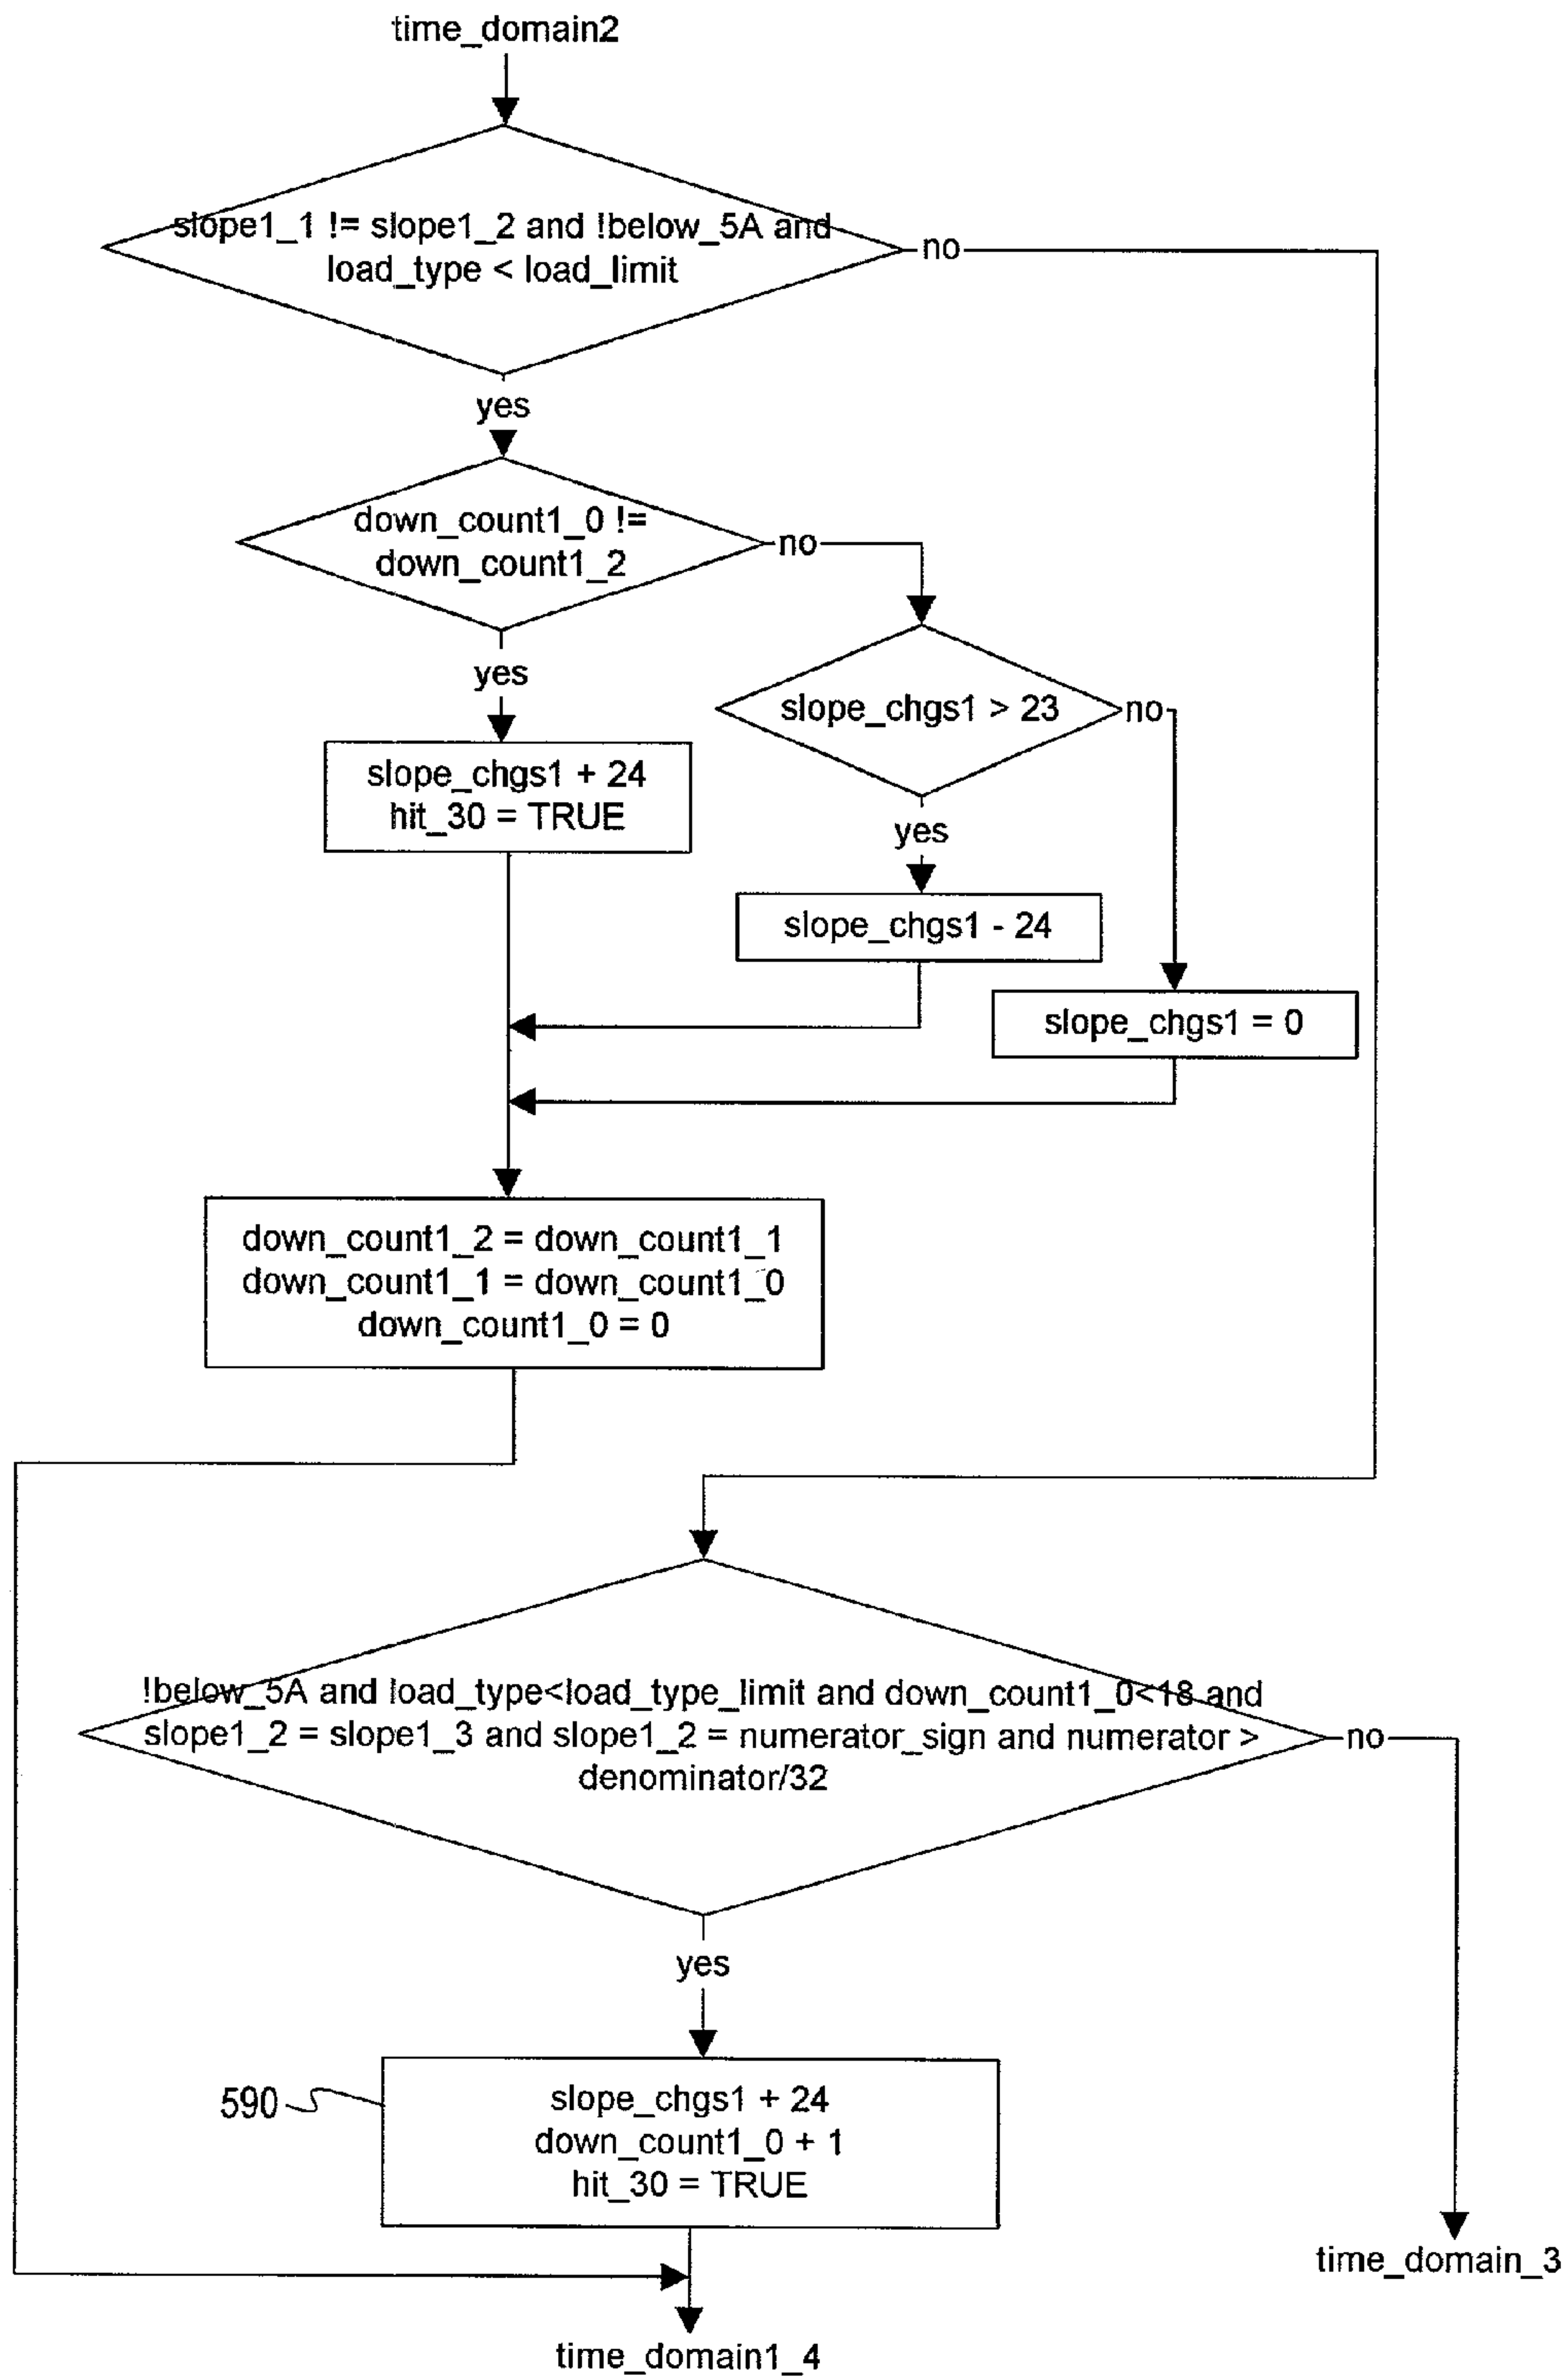 time_domain2
slope1_1 != slope1_2 and !below_5A and
load_type < load_limit
no
yes
down_count1_0 !=
down_count1_2
no
yes
slope_chgs1 > 23
no
slope_chgs1 + 24
hit_30 = TRUE
yes
slope_chgs1 - 24
slope_chgs1 = 0
down_count1_2 = down_count1_1
down_count1_1 = down_count1_0
down_count1_0 = 0
!below_5A and load_type<load_type_limit and down_count1_0<18 and
slope1_2 = slope1_3 and slope1_2 = numerator_sign and numerator >
denominator/32
no
yes
590
slope_chgs1 + 24
down_count1_0 + 1
hit_30 = TRUE
time_domain_3
time_domain1_4